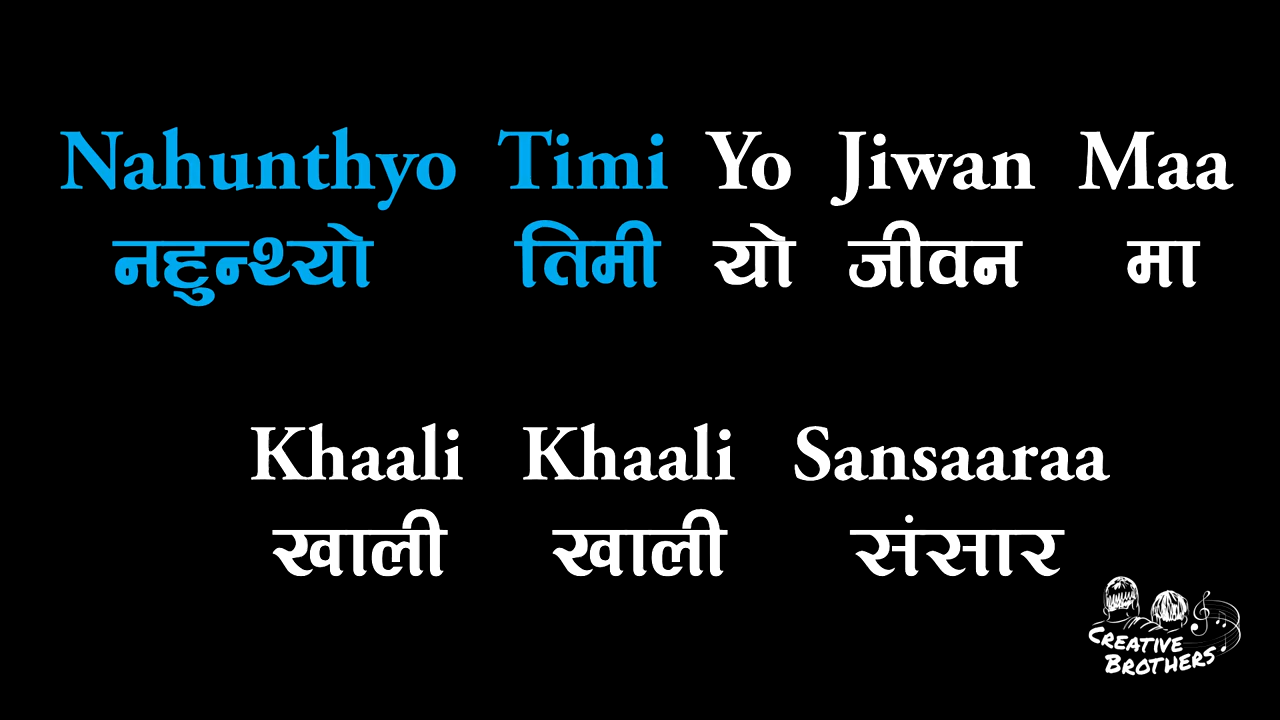 Nahunthyo Timi Yo Jiwan Maa
नहुन्थ्यो तिमी यो जीवन मा
Khaali Khaali Sansaaraa
खाली खाली संसार
CREATIVE
BROTHERS